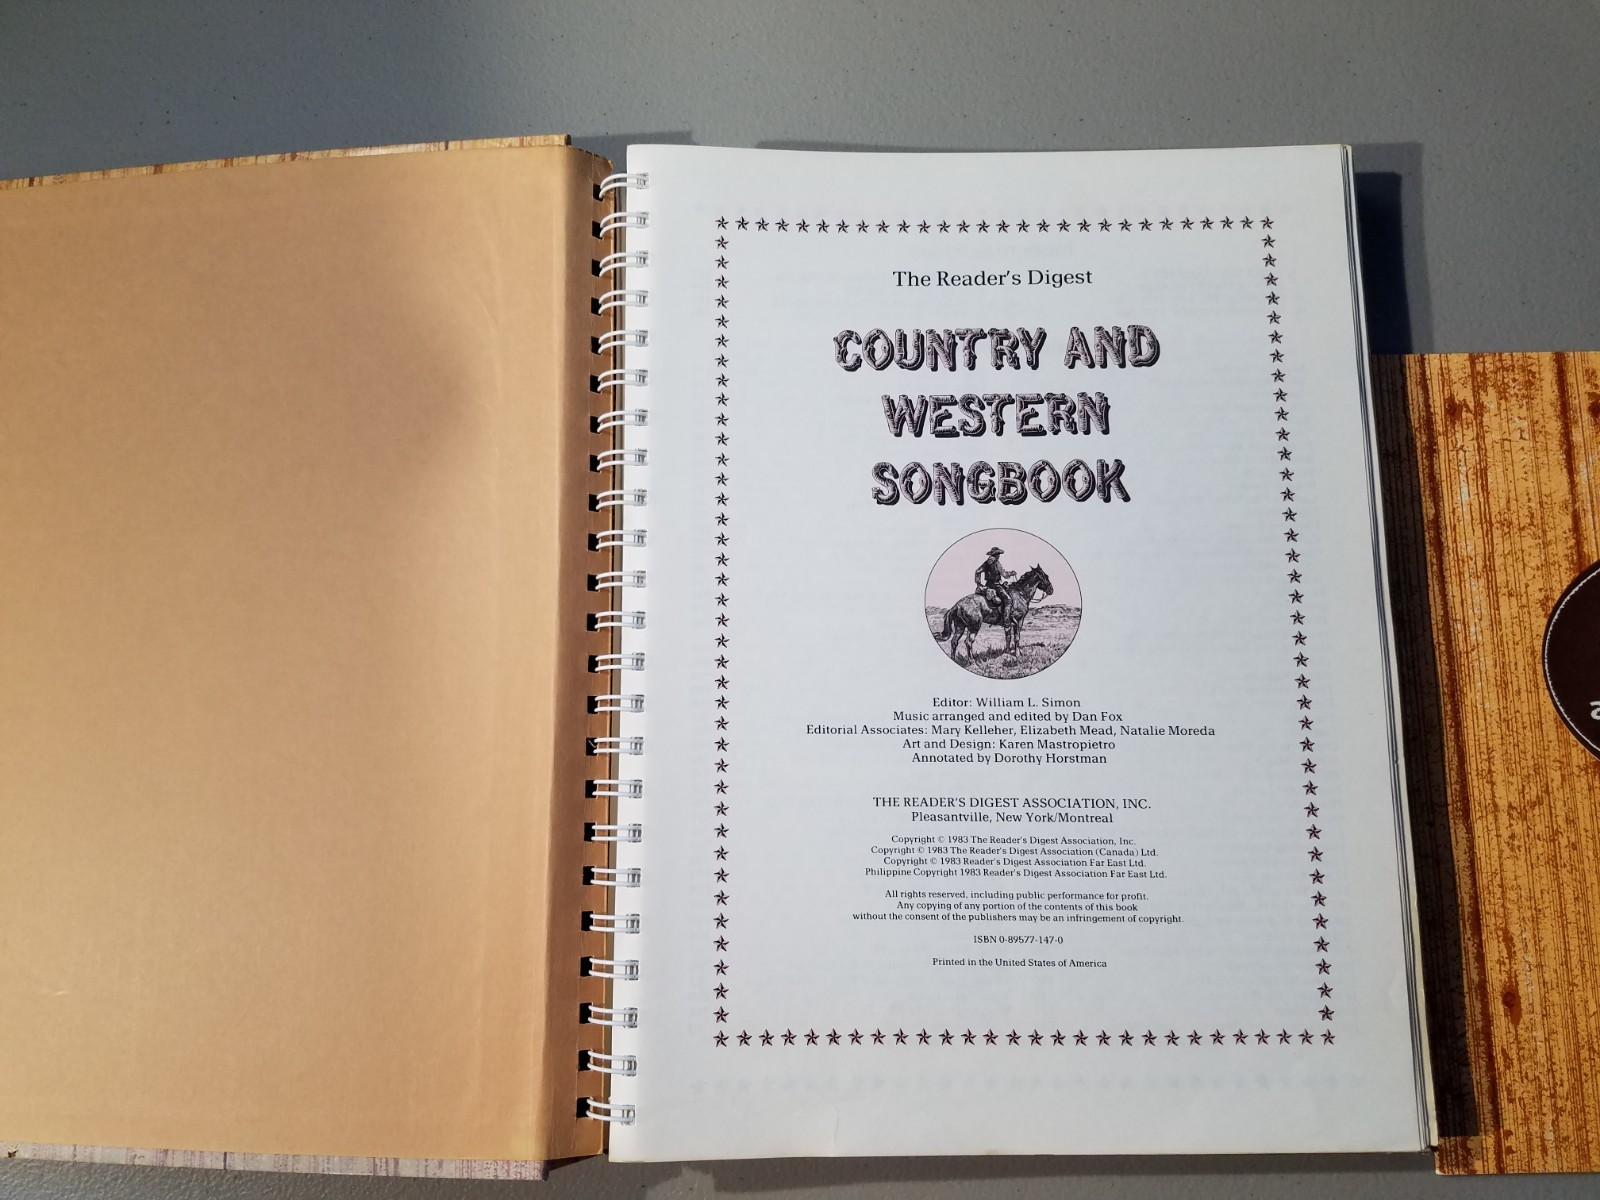 The Reader's Digest
COUNTRY AND
WESTERN
SONGBOOK
Editor: William L. Simon
Music arranged and edited by Dan Fox
Editorial Associates: Mary Kelleher, Elizabeth Mead, Natalie Moreda
Art and Design: Karen Mastropietro
Annotated by Dorothy Horstman
THE READER'S DIGEST ASSOCIATION, INC.
Pleasantville, New York/Montreal
Copyright © 1983 The Reader's Digest Association, Inc.
Copyright © 1983 The Reader's Digest Association (Canada) Ltd.
Copyright © 1983 Reader's Digest Association Far East Ltd.
Philippine Copyright 1983 Reader's Digest Association Far East Ltd.
All rights reserved, including public performance for profit.
Any copying of any portion of the contents of this book
without the consent of the publishers may be an infringement of copyright.
ISBN 0-89577-147-0
Printed in the United States of America